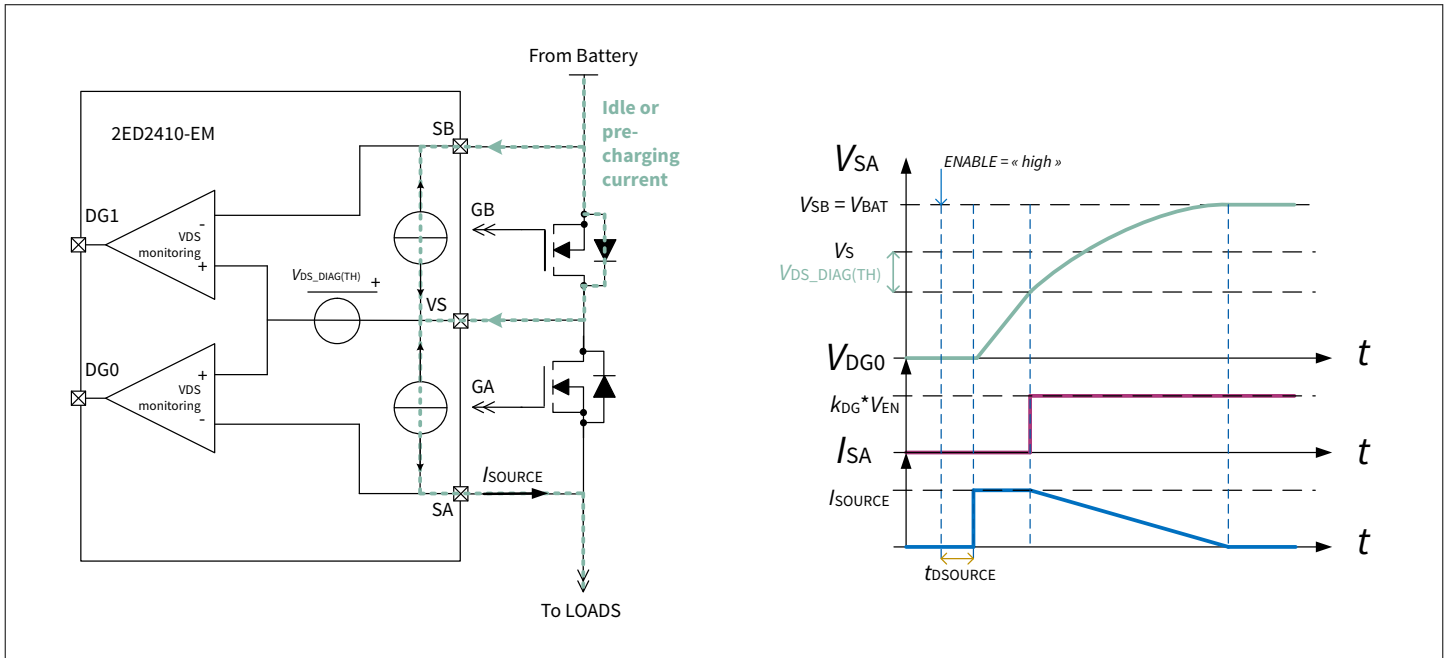 From Battery
Idle or
pre-
charging
current
2ED2410-EM
SB
DG1
-
VDS
monitoring
+
GB
VDS_DIAG(TH)
+
VS
DG0
+
VDS
monitoring
-
GA
ISOURCE
SA
To LOADS
VSA
ENABLE = « high »
VSB = VBAT
VS
VDS_DIAG(TH)
VDG0
t
kDG*VEN
ISA
t
ISOURCE
t
tDSOURCE